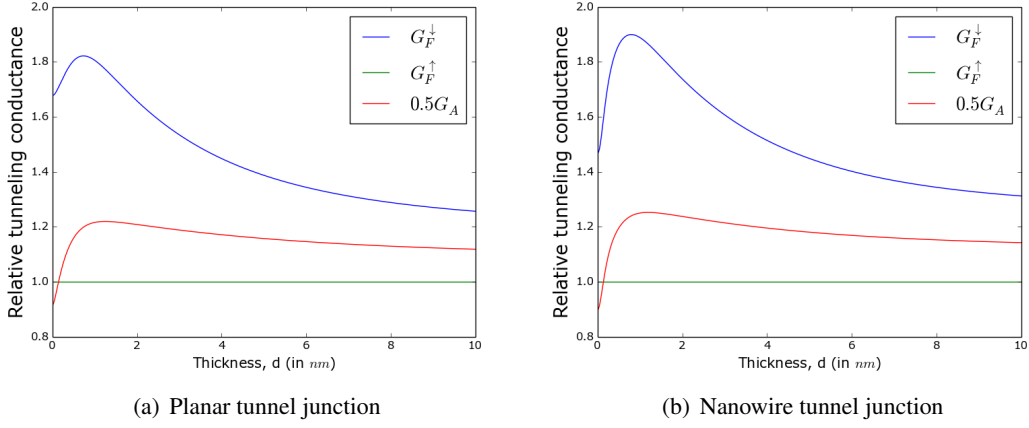 2.0
1.8
1.6
1.4
1.2
1.0
0.8
Relative tunneling conductance
0 2 4 6 8 10
Thickness, d (in nm)
G_F^↓
G_F^↑
0.5G_A
(a) Planar tunnel junction
2.0
1.8
1.6
1.4
1.2
1.0
0.8
Relative tunneling conductance
0 2 4 6 8 10
Thickness, d (in nm)
G_F^↓
G_F^↑
0.5G_A
(b) Nanowire tunnel junction